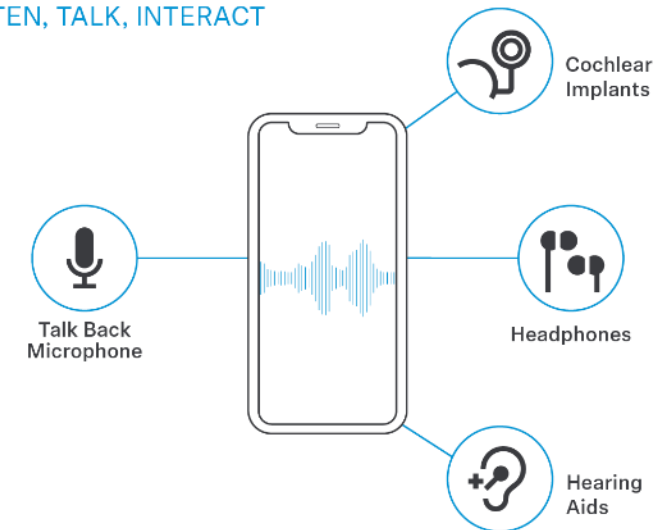 TEN, TALK, INTERACT
Cochlear
Implants
Talk Back
Microphone
Headphones
Hearing
Aids